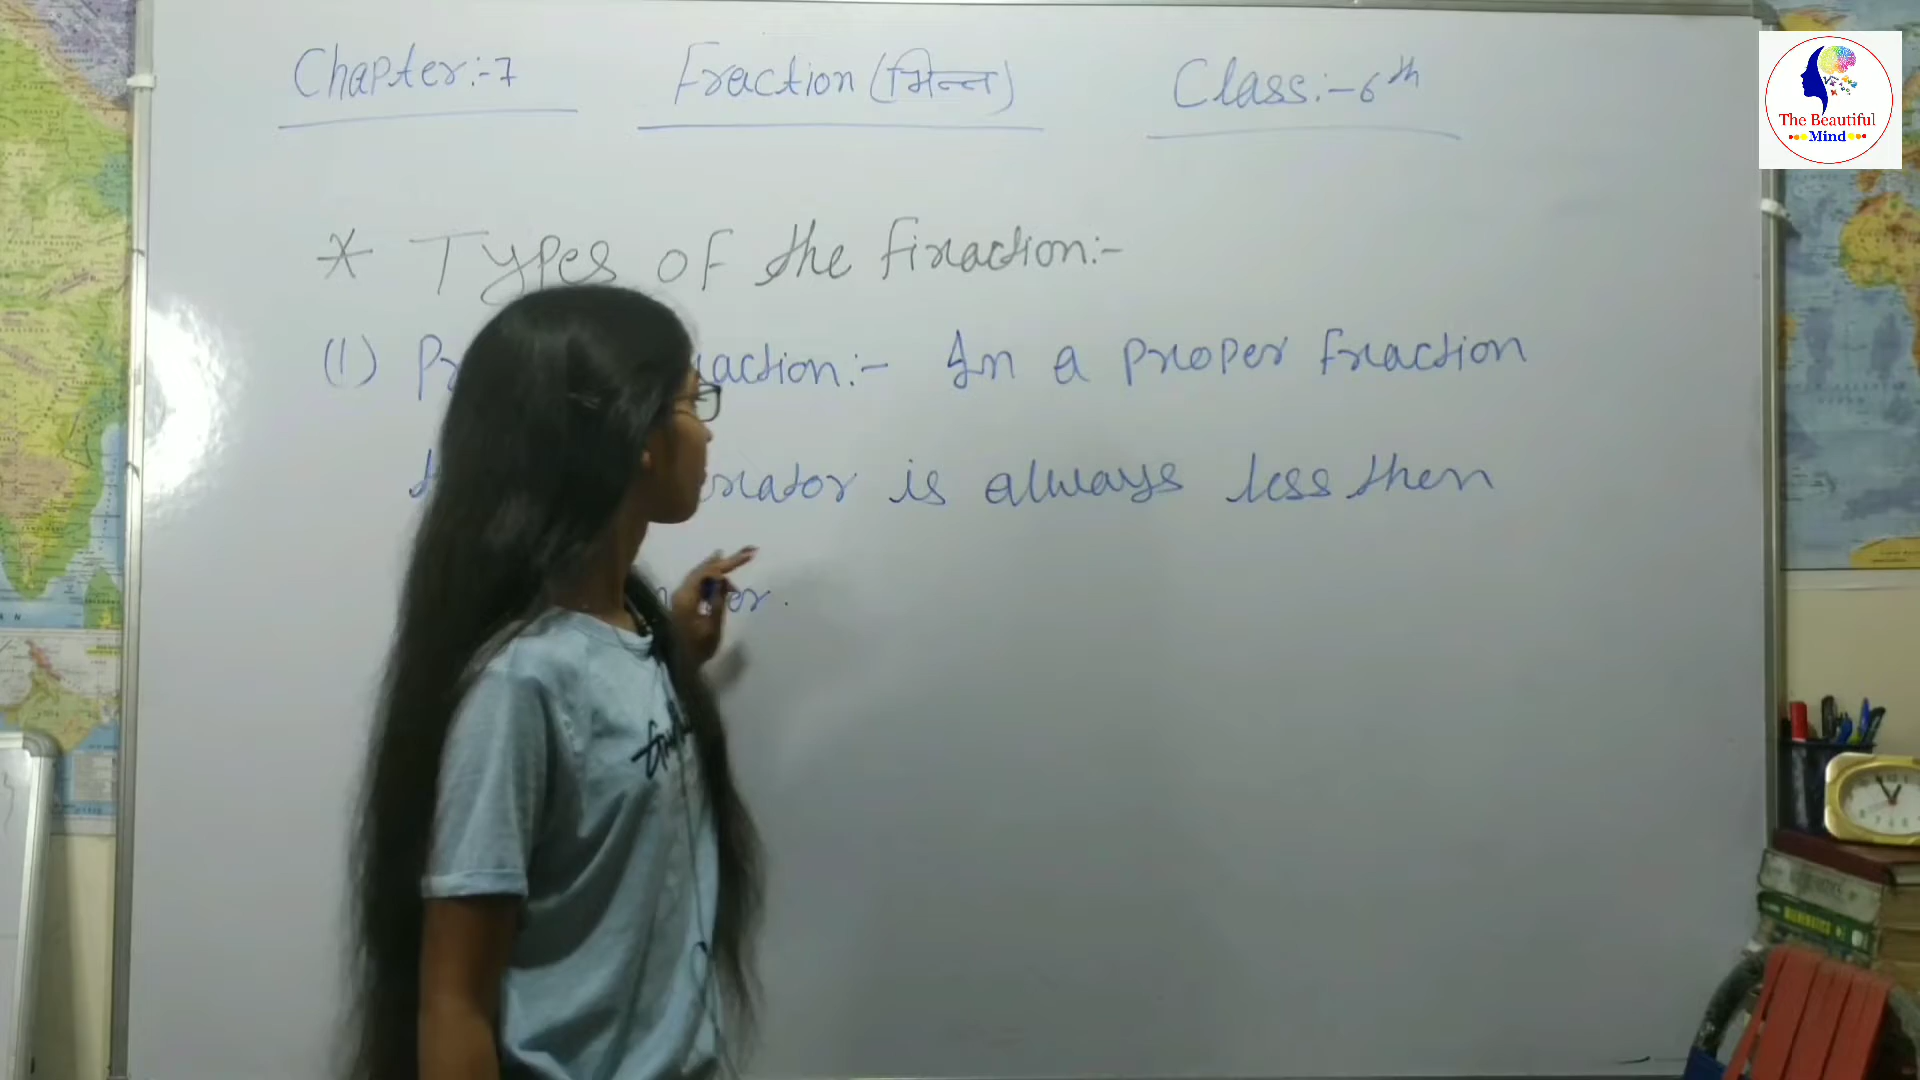 Chapter:-7 Fraction (भिन्न) Class:-6th
The Beautiful
Mind
* Types of the fraction:-
(1) :- In a proper fraction
is always less then